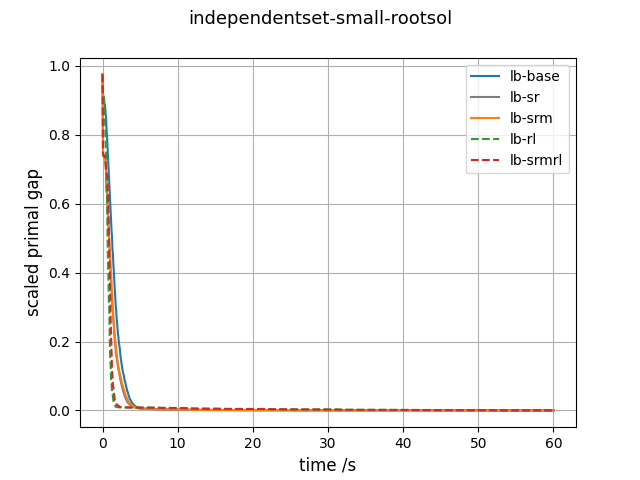 independentset-small-rootsol
scaled primal gap
1.0
0.8
0.6
0.4
0.2
0.0
0 10 20 30 40 50 60
time /s
lb-base
lb-sr
lb-srm
lb-rl
lb-srmrl